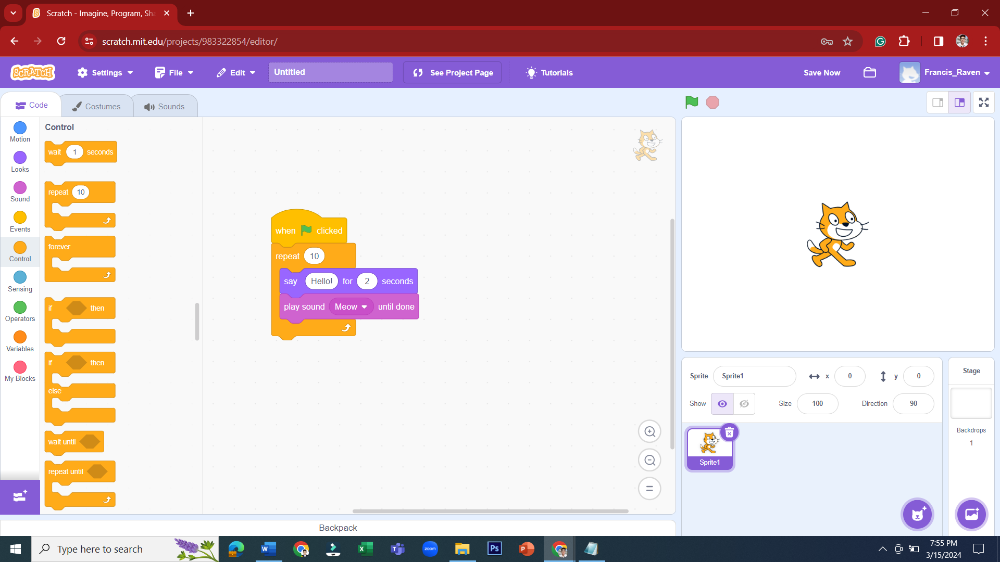 Scratch - Imagine, Program, Sha
scratch.mit.edu/projects/983322854/editor/
SCRATCH
Settings
File
Edit
Untitled
See Project Page
Tutorials
Save Now
Francis_Raven
Code
Costumes
Sounds
Motion
Looks
Sound
Events
Control
Sensing
Operators
Variables
My Blocks
Control
wait 1 seconds
repeat 10
forever
if then
if then
else
wait until
repeat until
when clicked
repeat 10
say Hello! for 2 seconds
play sound Meow until done
Sprite Sprite1 x 0 y 0
Show Size 100 Direction 90
Sprite1
Stage
Backdrops
1
Backpack
Type here to search
W
X
T
zoom
Ps
P
7:55 PM
3/15/2024